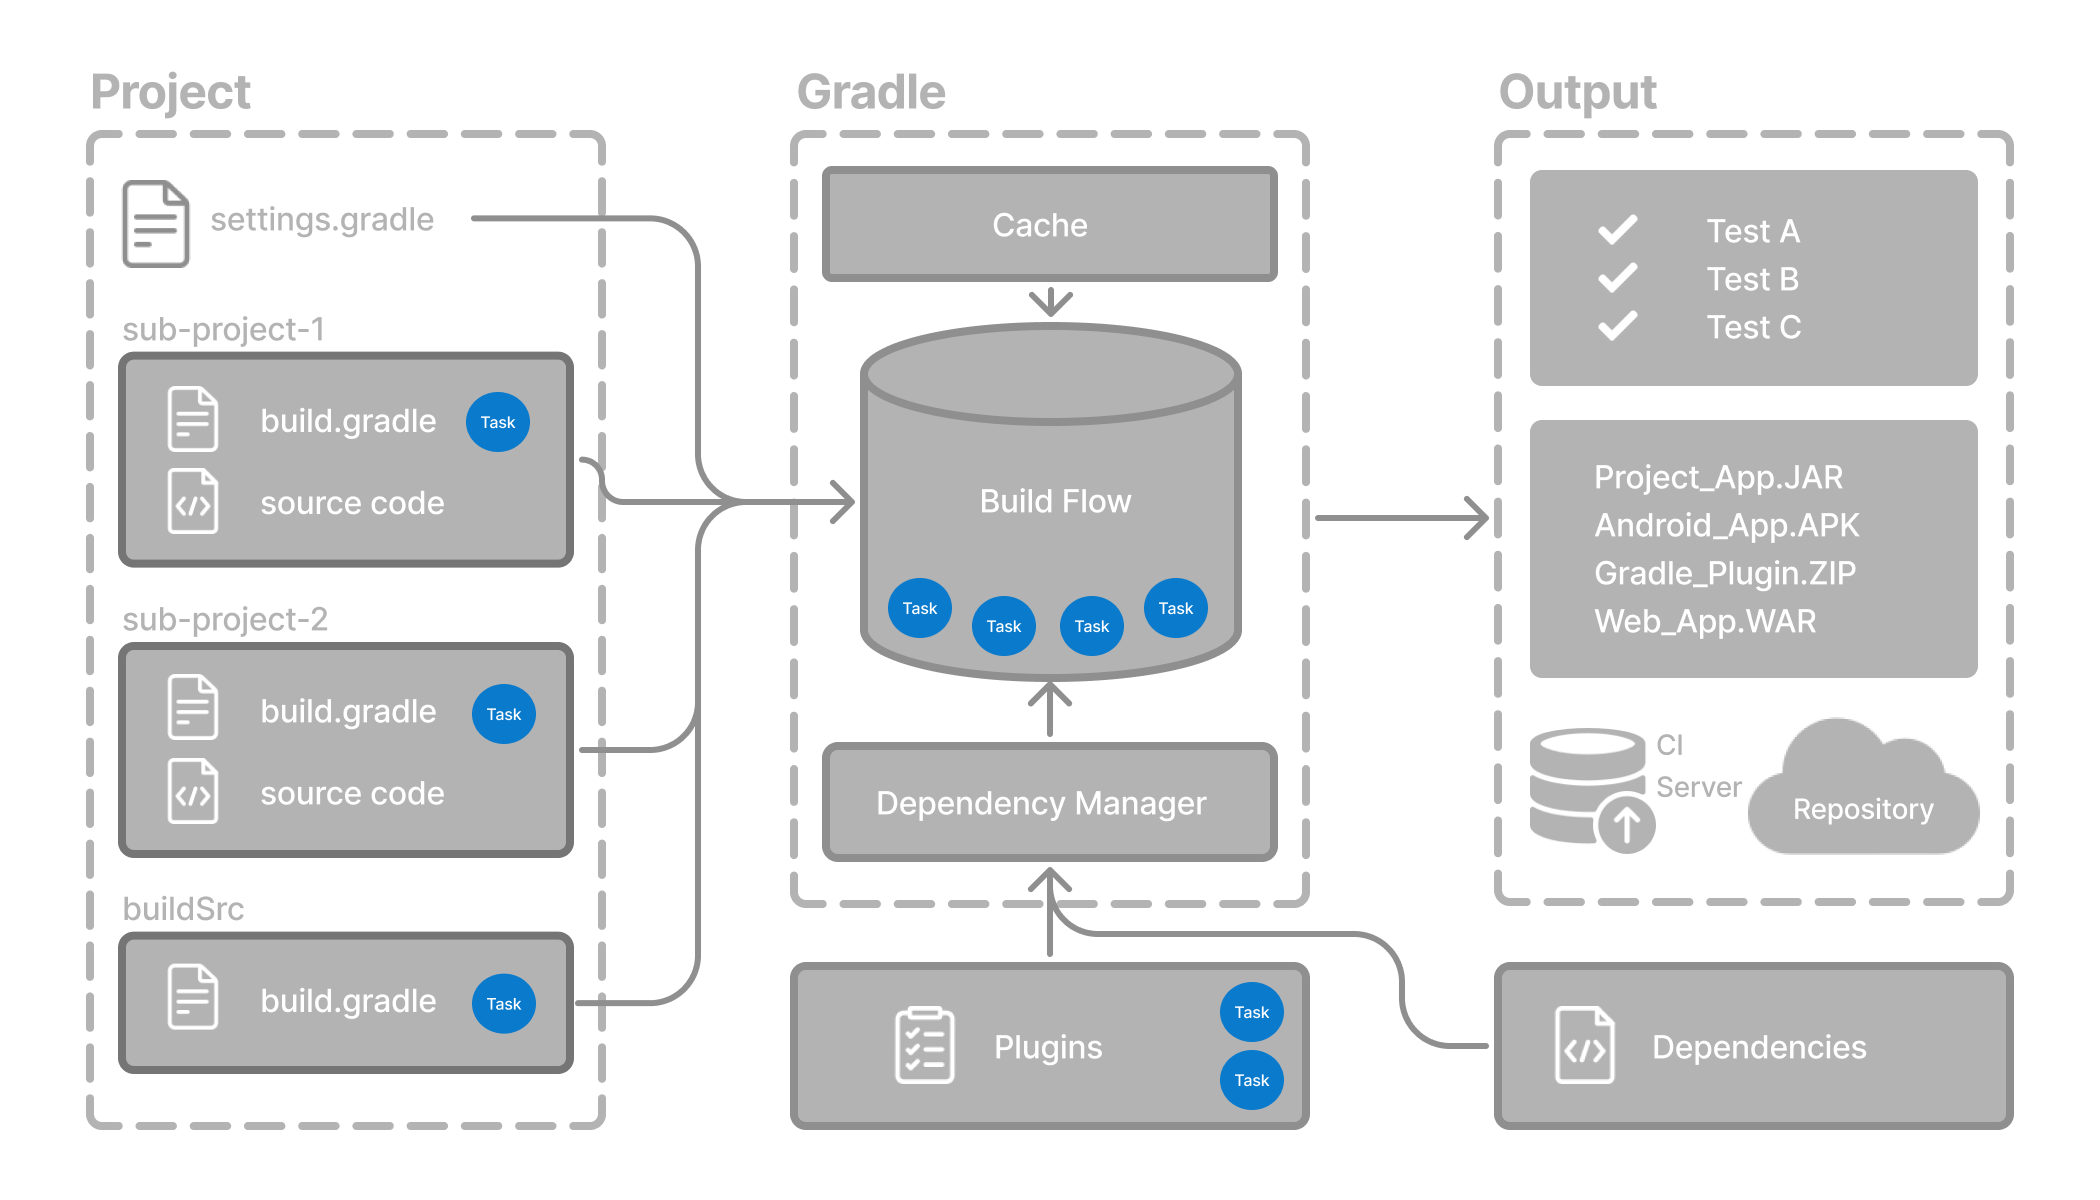 Project
settings.gradle
sub-project-1
build.gradle
Task
source code
sub-project-2
build.gradle
Task
source code
buildSrc
build.gradle
Task
Gradle
Cache
Build Flow
Task
Task
Task
Task
Dependency Manager
Plugins
Task
Task
Output
Test A
Test B
Test C
Project_App.JAR
Android_App.APK
Gradle_Plugin.ZIP
Web_App.WAR
CI
Server
Repository
Dependencies